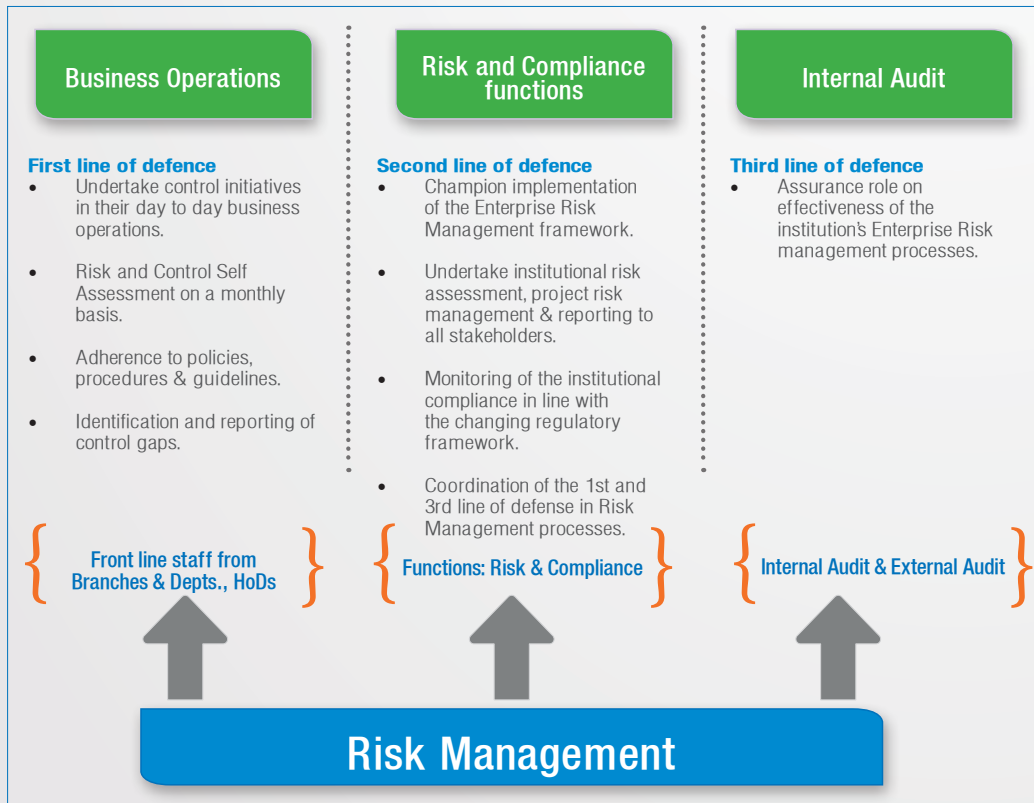 Business Operations
First line of defence
• Undertake control initiatives
in their day to day business
operations.
• Risk and Control Self
Assessment on a monthly
basis.
• Adherence to policies,
procedures & guidelines.
• Identification and reporting of
control gaps.
Front line staff from
Branches & Depts., HoDs
Risk and Compliance
functions
Second line of defence
• Champion implementation
of the Enterprise Risk
Management framework.
• Undertake institutional risk
assessment, project risk
management & reporting to
all stakeholders.
• Monitoring of the institutional
compliance in line with
the changing regulatory
framework.
• Coordination of the 1st and
3rd line of defense in Risk
Management processes.
Functions: Risk & Compliance
Internal Audit
Third line of defence
• Assurance role on
effectiveness of the
institution's Enterprise Risk
management processes.
Internal Audit & External Audit
Risk Management